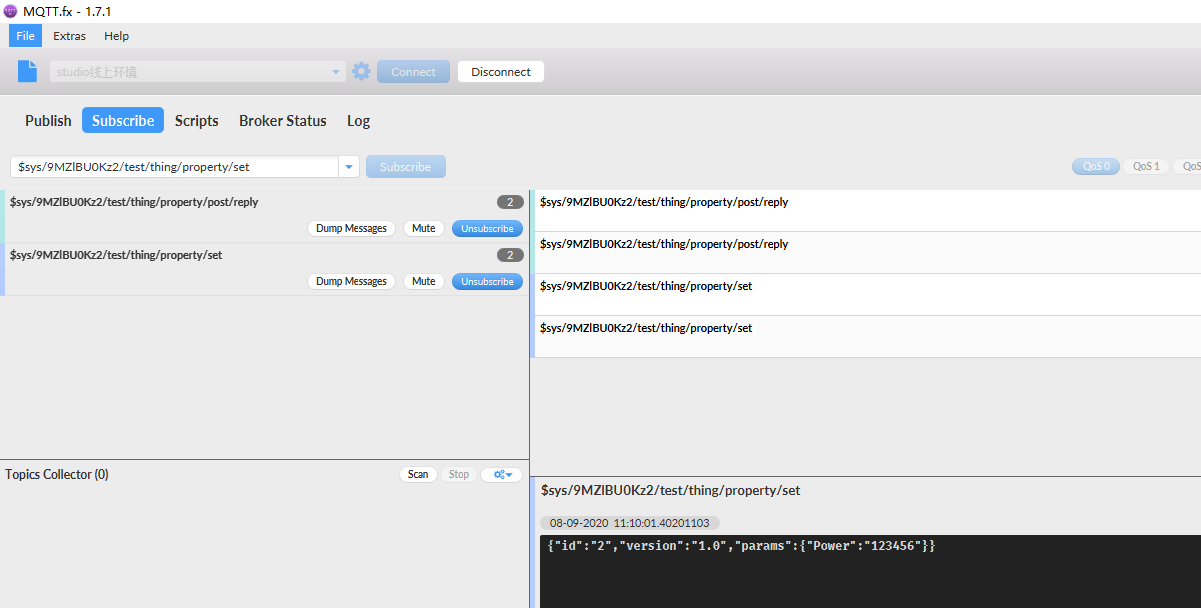 MQTT.fx - 1.7.1
File Extras Help
studio线上环境 Connect Disconnect
Publish Subscribe Scripts Broker Status Log
$sys/9MZlBU0Kz2/test/thing/property/set Subscribe QoS 0 QoS 1 QoS
$sys/9MZlBU0Kz2/test/thing/property/post/reply 2
Dump Messages Mute Unsubscribe
$sys/9MZlBU0Kz2/test/thing/property/set 2
Dump Messages Mute Unsubscribe
$sys/9MZlBU0Kz2/test/thing/property/post/reply
$sys/9MZlBU0Kz2/test/thing/property/post/reply
$sys/9MZlBU0Kz2/test/thing/property/set
$sys/9MZlBU0Kz2/test/thing/property/set
Topics Collector (0) Scan Stop
$sys/9MZlBU0Kz2/test/thing/property/set
08-09-2020 11:10:01.40201103
{"id":"2","version":"1.0","params":{"Power":"123456"}}